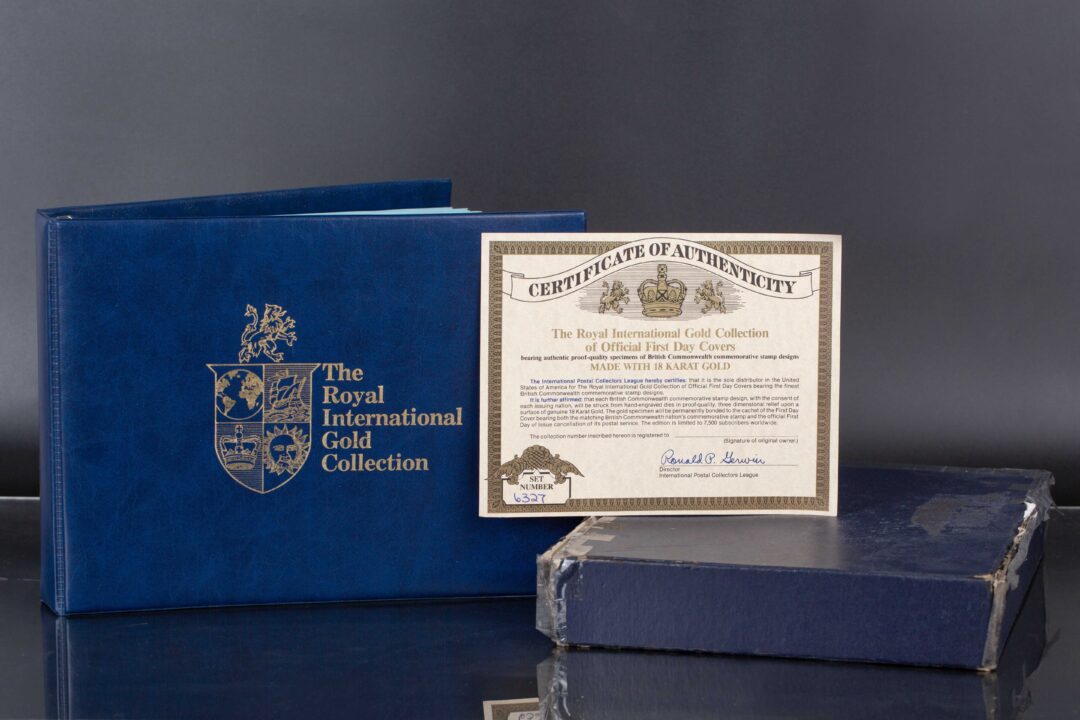 The
Royal
International
Gold
Collection
CERTIFICATE OF AUTHENTICITY
The Royal International Gold Collection
of Official First Day Covers
bearing authentic proof-quality specimens of British Commonwealth commemorative stamp designs
MADE WITH 18 KARAT GOLD
The International Postal Collectors League hereby certifies: that it is the sole distributor in the United
States of America for The Royal International Gold Collection of Official First Day Covers bearing the finest
British Commonwealth commemorative stamp designs.
It is further affirmed: that each British Commonwealth commemorative stamp design, with the consent of
each issuing nation, will be struck from hand-engraved dies in proof-quality, three dimensional relief upon a
surface of genuine 18 Karat Gold. The gold specimen will be permanently bonded to the cachet of the First Day
Cover bearing both the matching British Commonwealth nation's commemorative stamp and the official First
Day of Issue cancellation of its postal service. The edition is limited to 7,500 subscribers worldwide.
The collection number inscribed hereon is registered to
(Signature of original owner.)
Ronald P. Gerwin
Director
International Postal Collectors League
SET
NUMBER
6327